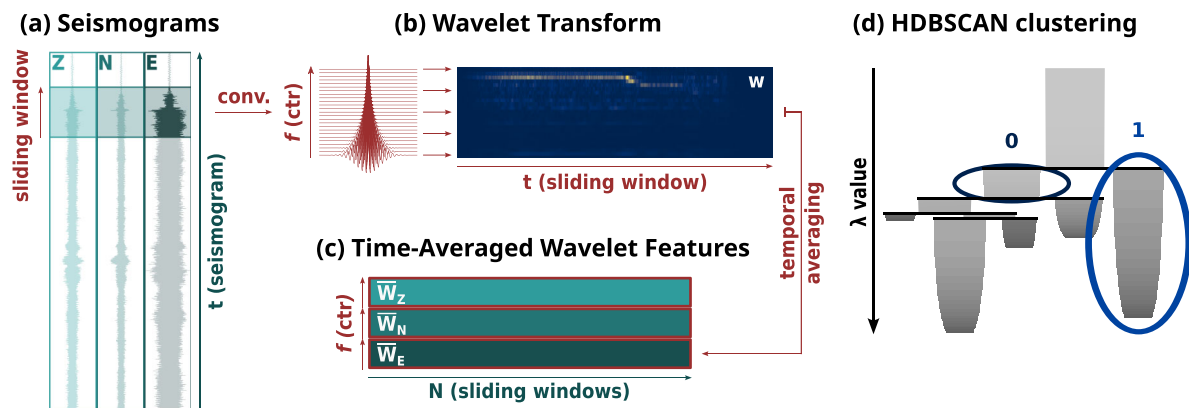 (a) Seismograms
Z N E
sliding window
t (seismogram)
conv.
(b) Wavelet Transform
f (ctr)
W
t (sliding window)
temporal
averaging
(c) Time-Averaged Wavelet Features
f (ctr)
f (ctr)
W̅Z
W̅N
W̅E
N (sliding windows)
(d) HDBSCAN clustering
λ value
0
1